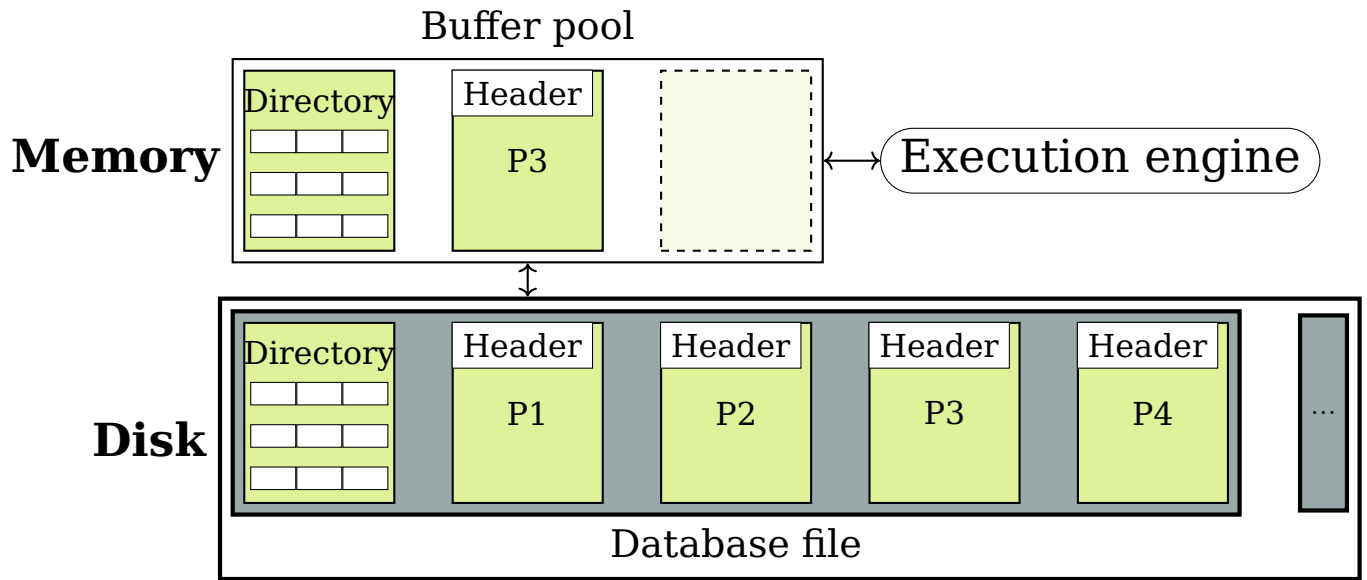 Buffer pool
Directory
Header
P3
Memory
Execution engine
Directory
Header
P1
Header
P2
Header
P3
Header
P4
...
Disk
Database file